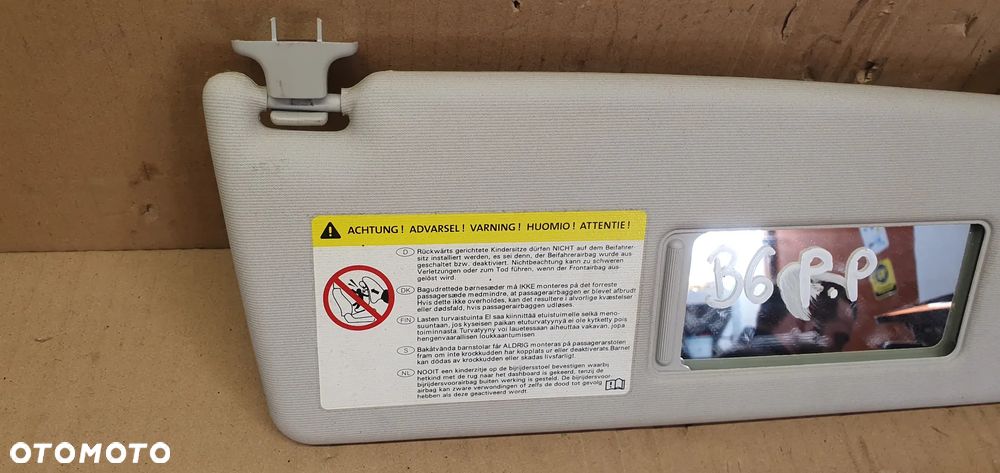 ACHTUNG! ADVARSEL! VARNING! HUOMIO! ATTENTIE!
D Rückwärts gerichtete Kindersitze dürfen NICHT auf dem Beifahrer
sitz installiert werden, es sei denn, der Beifahrerairbag wurde aus-
geschaltet bzw. deaktiviert. Nichtbeachtung kann zu schweren
Verletzungen oder zum Tod führen, wenn der Frontairbag aus-
gelöst wird.
DK Bagudrettede børnesæder må IKKE monteres på det forreste
passagersæde medmindre, at passagerairbaggen er blevet afbrudt
Hvis dette ikke overholdes, kan det resultere i alvorlige kvæstelser
eller dødsfald, hvis passagerairbaggen udløses.
FIN Lasten turvaistuinta EI saa kiinnittää etuistuimelle selkä meno-
suuntaan, jos kyseisen paikan etuturvatyynyä ei ole kytketty pois
toiminnasta. Turvatyyny voi lauetessaan aiheuttaa vakavan, jopa
hengenvaarallisen loukkaantumisen.
S Bakåtvända barnstolar får ALDRIG monteras på passagerarstolen
fram om inte krockkudden har kopplats ur eller deaktiverats. Barnet
kan dödas av krockkudden eller skadas livsfarligt.
NL NOOIT een kinderzitje op de bijrijdersstoel bevestigen waarbij
hetkind met de rug naar het dashboard is gekeerd, tenzij de
bijrijdersvoorairbag buiten werking is gesteld. De bijrijdersvoor-
airbag kan zware verwondingen of zelfs de dood tot gevolg
hebben als deze geactiveerd wordt
B6 P.P
OTOMOTO